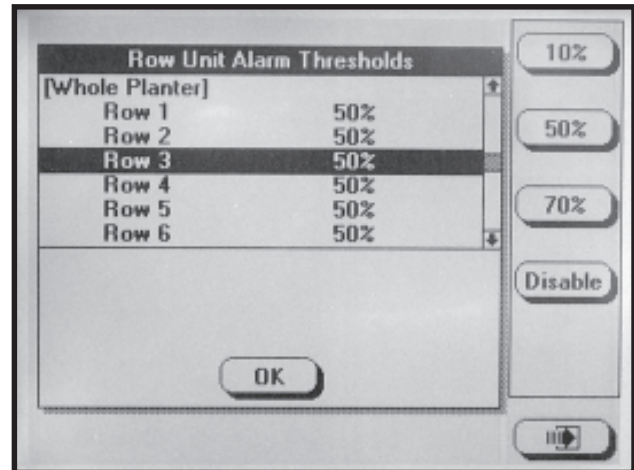 Row Unit Alarm Thresholds
[Whole Planter]
Row 1 50%
Row 2 50%
Row 3 50%
Row 4 50%
Row 5 50%
Row 6 50%
OK
10%
50%
70%
Disable